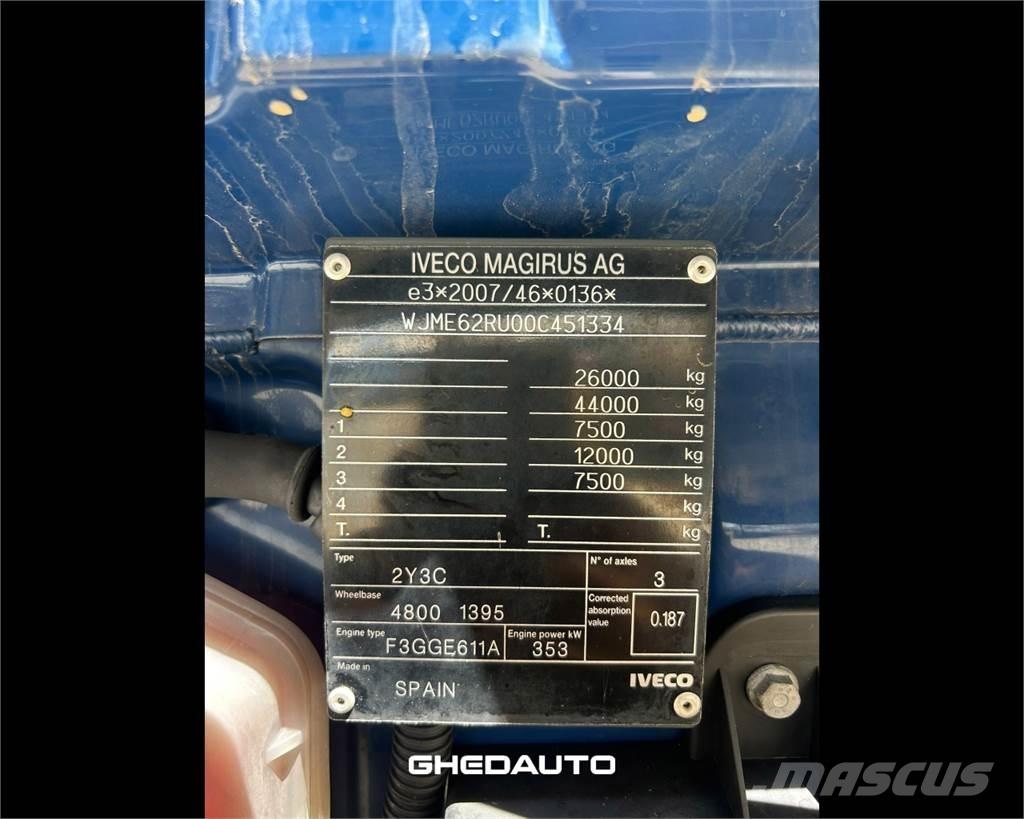 IVECO MAGIRUS AG
e3*2007/46*0136*
WJME62RU00C451334
26000 kg
44000 kg
1 7500 kg
2 12000 kg
3 7500 kg
4 kg
T. T. kg
Type 2Y3C N° of axles 3
Wheelbase 4800 1395 Corrected absorption value 0.187
Engine type F3GGE611A Engine power kW 353
Made in SPAIN IVECO
GHEDAUTO
MASCUS